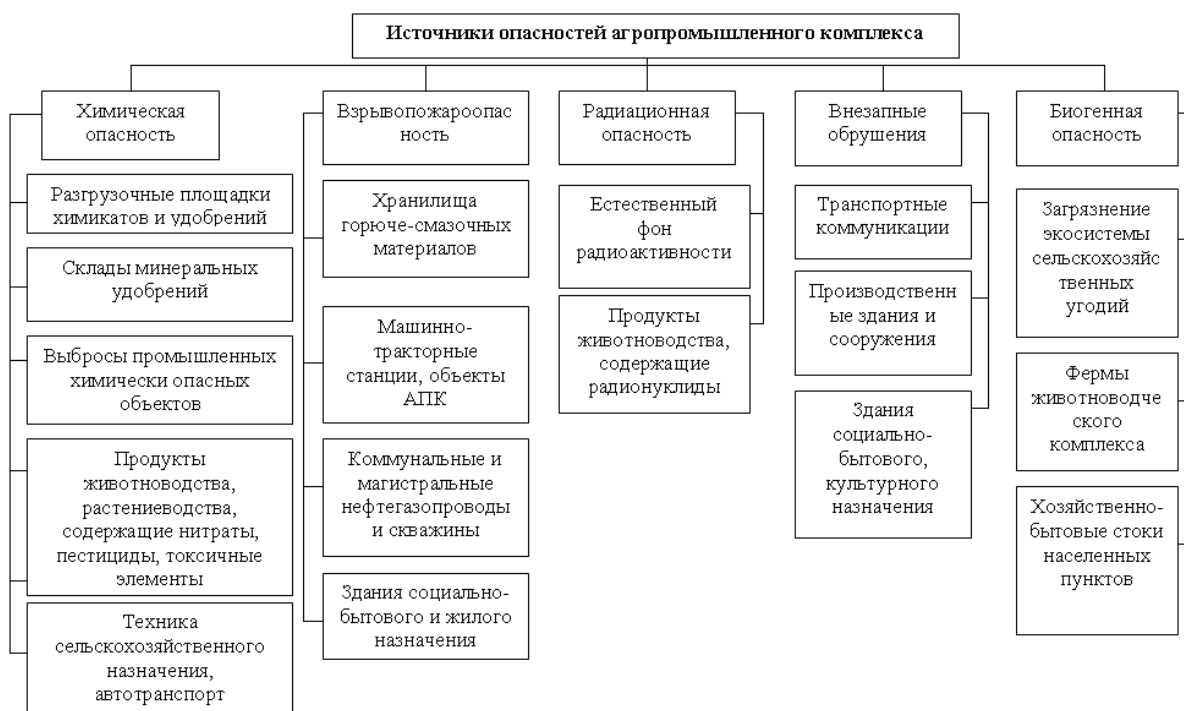 Источники опасностей агропромышленного комплекса
Химическая
опасность
Разгрузочные площадки
химикатов и удобрений
Склады минеральных
удобрений
Выбросы промышленных
химически опасных
объектов
Продукты
животноводства,
растениеводства,
содержащие нитраты,
пестициды, токсичные
элементы
Техника
сельскохозяйственного
назначения,
автотранспорт
Взрывопожароопас
ность
Хранилища
горюче-смазочных
материалов
Машинно-
тракторные
станции, объекты
АПК
Коммунальные и
магистральные
нефтегазопроводы
и скважины
Здания социально-
бытового и жилого
назначения
Радиационная
опасность
Естественный
фон
радиоактивности
Продукты
животноводства,
содержащие
радионуклиды
Внезапные
обрушения
Транспортные
коммуникации
Производственн
ые здания и
сооружения
Здания
социально-
бытового,
культурного
назначения
Биогенная
опасность
Загрязнение
экосистемы
сельскохозяйс
твенных
угодий
Фермы
животноводче
ского
комплекса
Хозяйственно-
бытовые стоки
населенных
пунктов